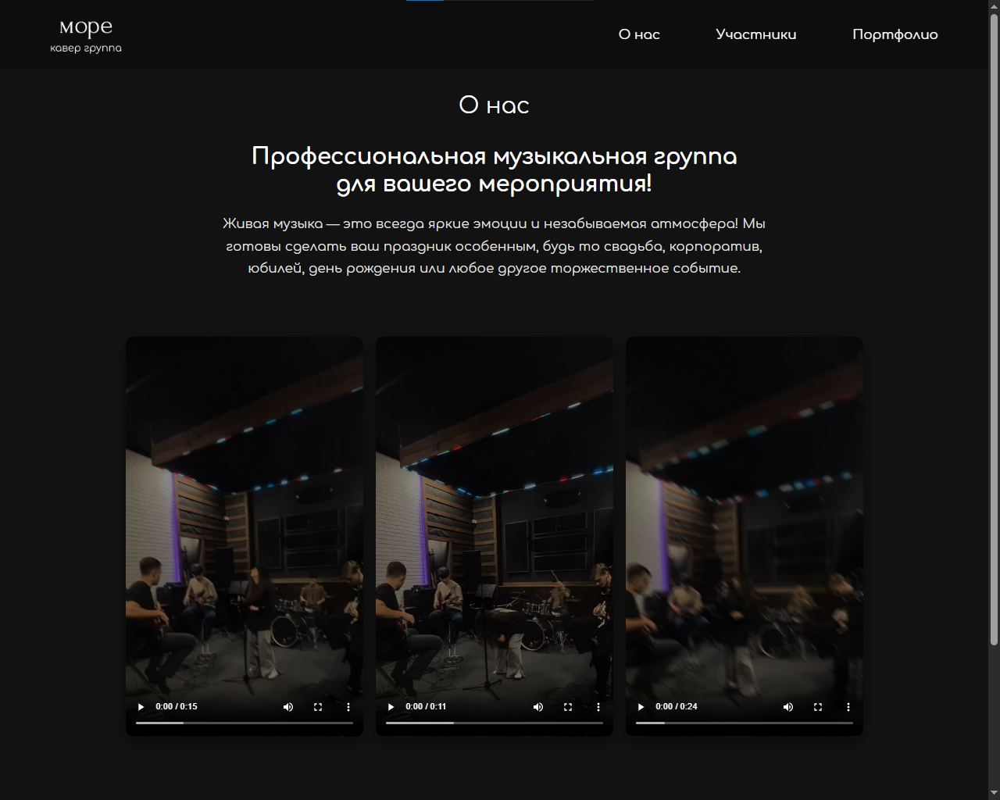 море
кавер группа
О нас
Участники
Портфолио
О нас
Профессиональная музыкальная группа
для вашего мероприятия!
Живая музыка — это всегда яркие эмоции и незабываемая атмосфера! Мы
готовы сделать ваш праздник особенным, будь то свадьба, корпоратив,
юбилей, день рождения или любое другое торжественное событие.
0:00 / 0:15
0:00 / 0:11
0:00 / 0:24